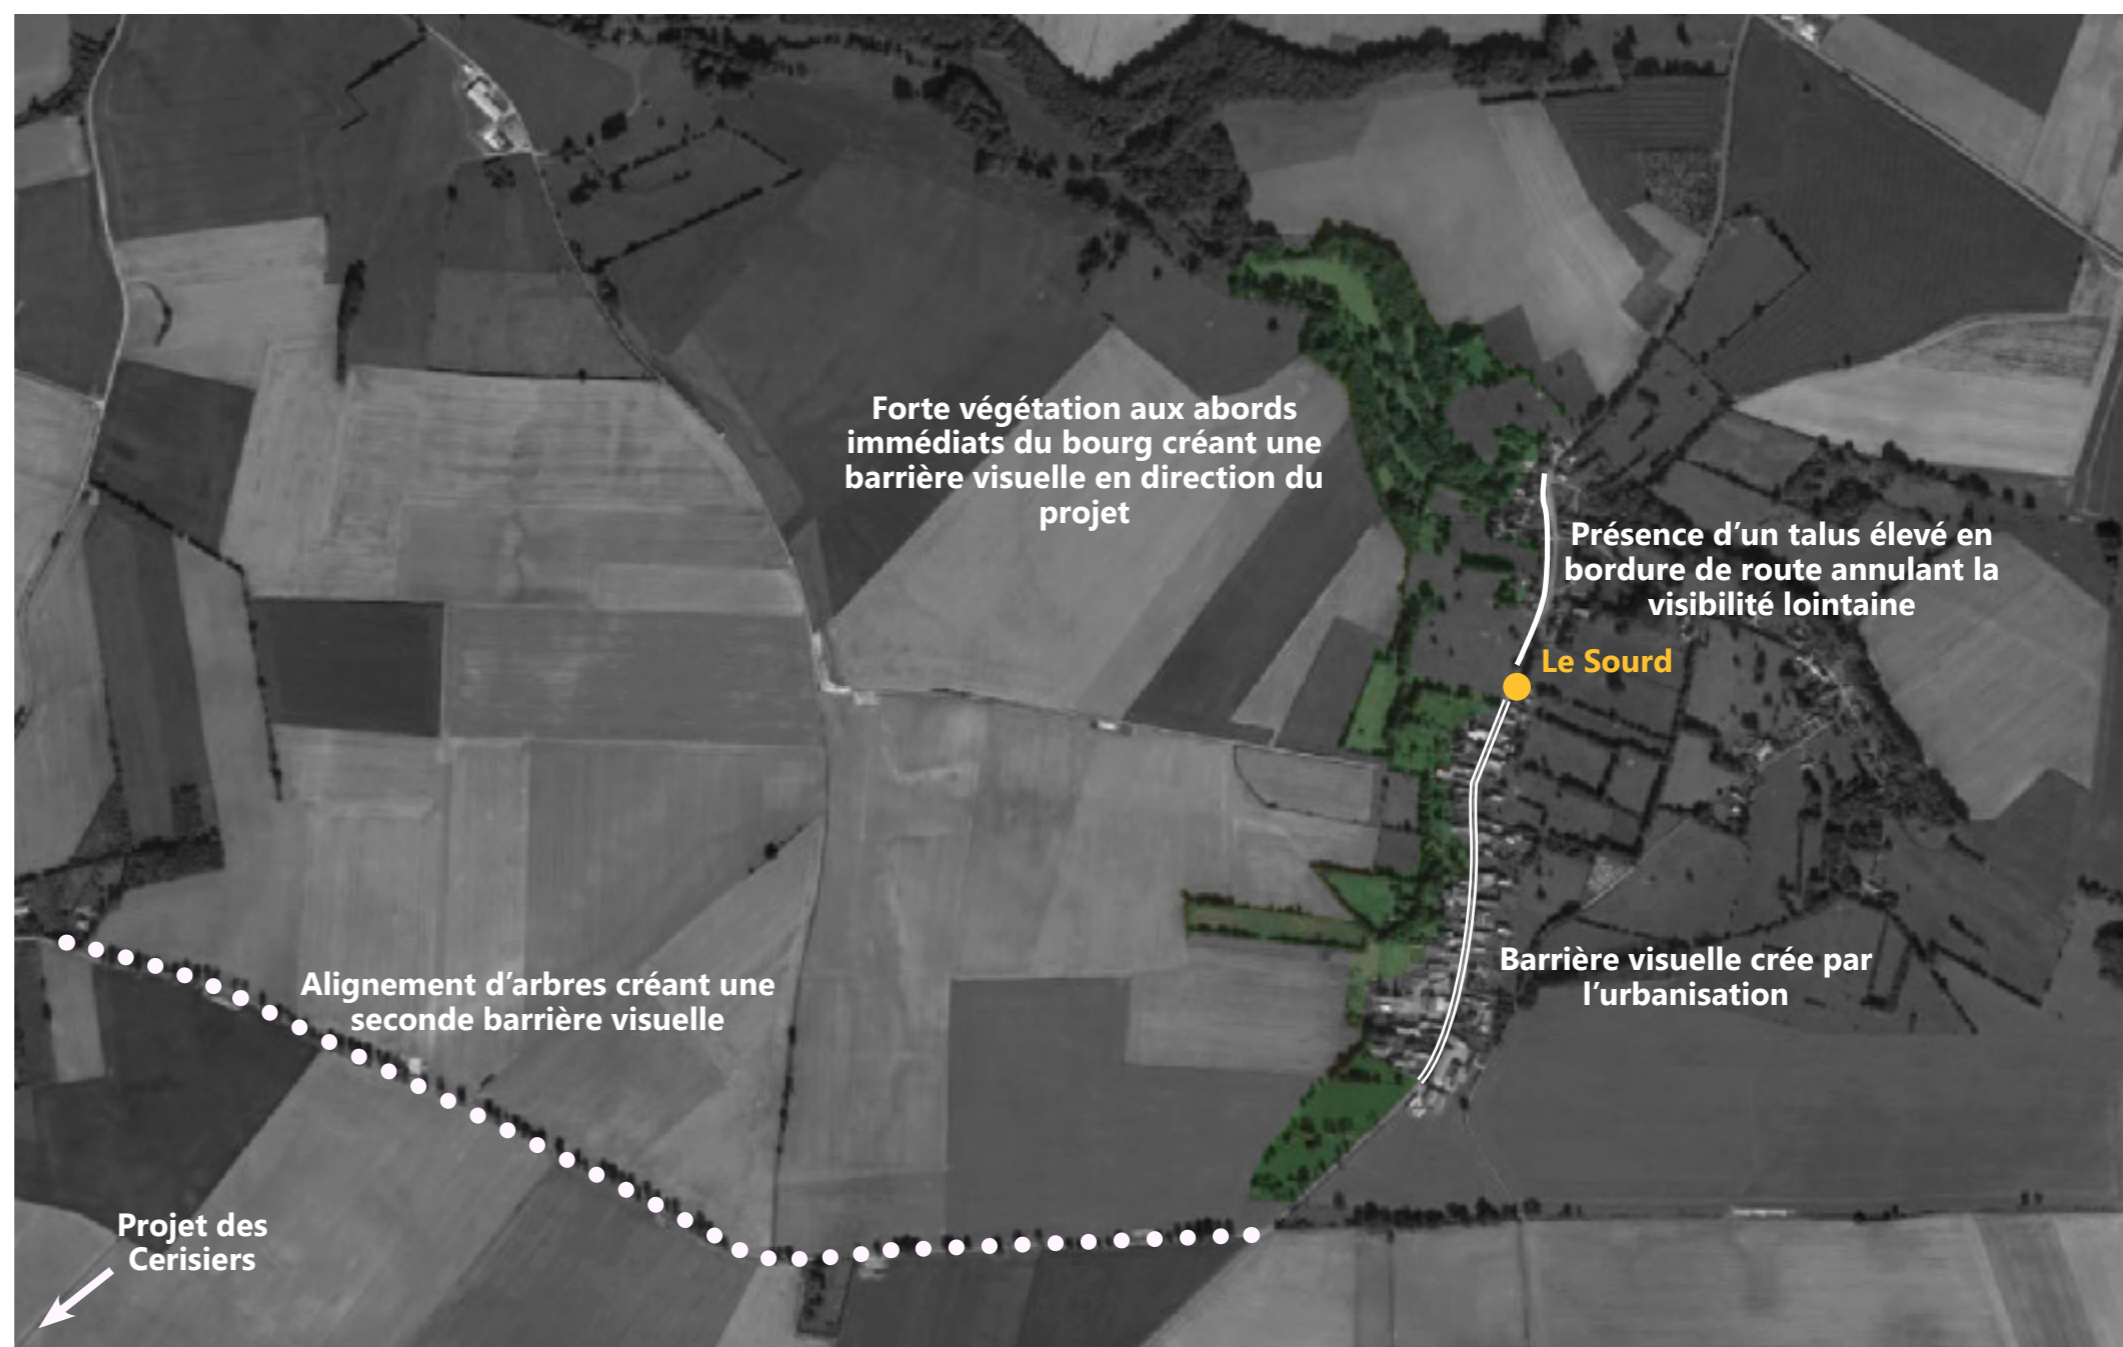 Forte végétation aux abords
immédiats du bourg créant une
barrière visuelle en direction du
projet
Présence d’un talus élevé en
bordure de route annulant la
visibilité lointaine
Le Sourd
Barrière visuelle crée par
l’urbanisation
Alignement d’arbres créant une
seconde barrière visuelle
Projet des
Cerisiers